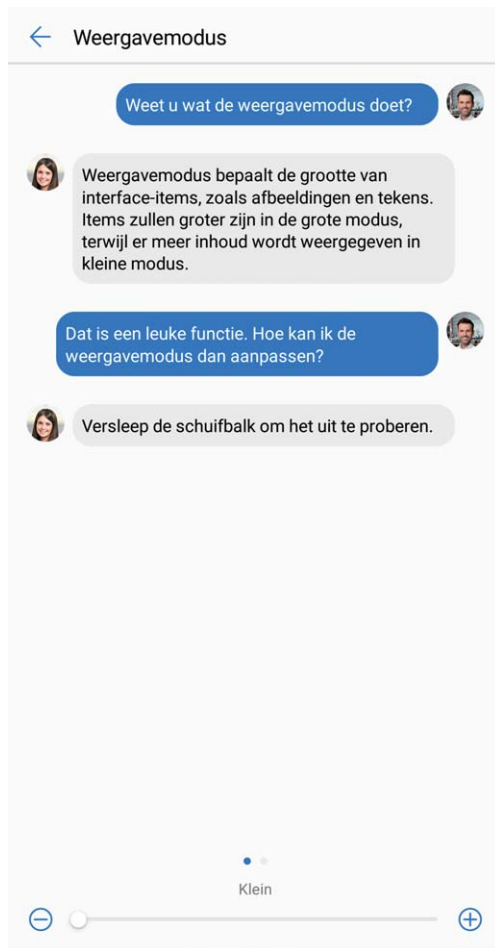 Weergavemodus
Weet u wat de weergavemodus doet?
Weergavemodus bepaalt de grootte van
interface-items, zoals afbeeldingen en tekens.
Items zullen groter zijn in de grote modus,
terwijl er meer inhoud wordt weergegeven in
kleine modus.
Dat is een leuke functie. Hoe kan ik de
weergavemodus dan aanpassen?
Versleep de schuifbalk om het uit te proberen.
Klein